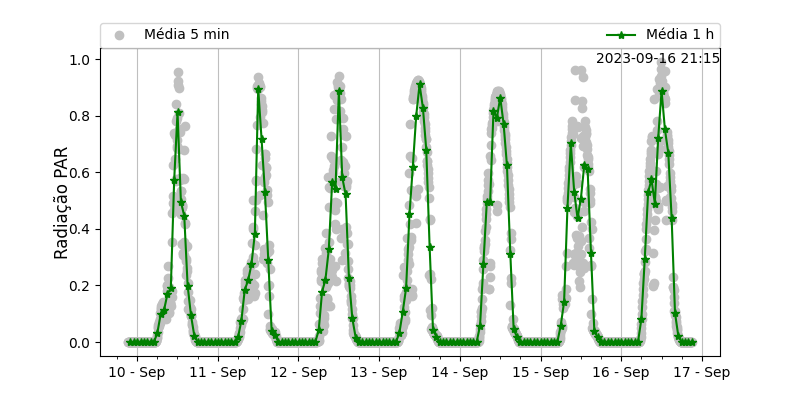 Média 5 min
Média 1 h
2023-09-16 21:15
1.0
0.8
0.6
0.4
0.2
0.0
Radiação PAR
10 - Sep
11 - Sep
12 - Sep
13 - Sep
14 - Sep
15 - Sep
16 - Sep
17 - Sep